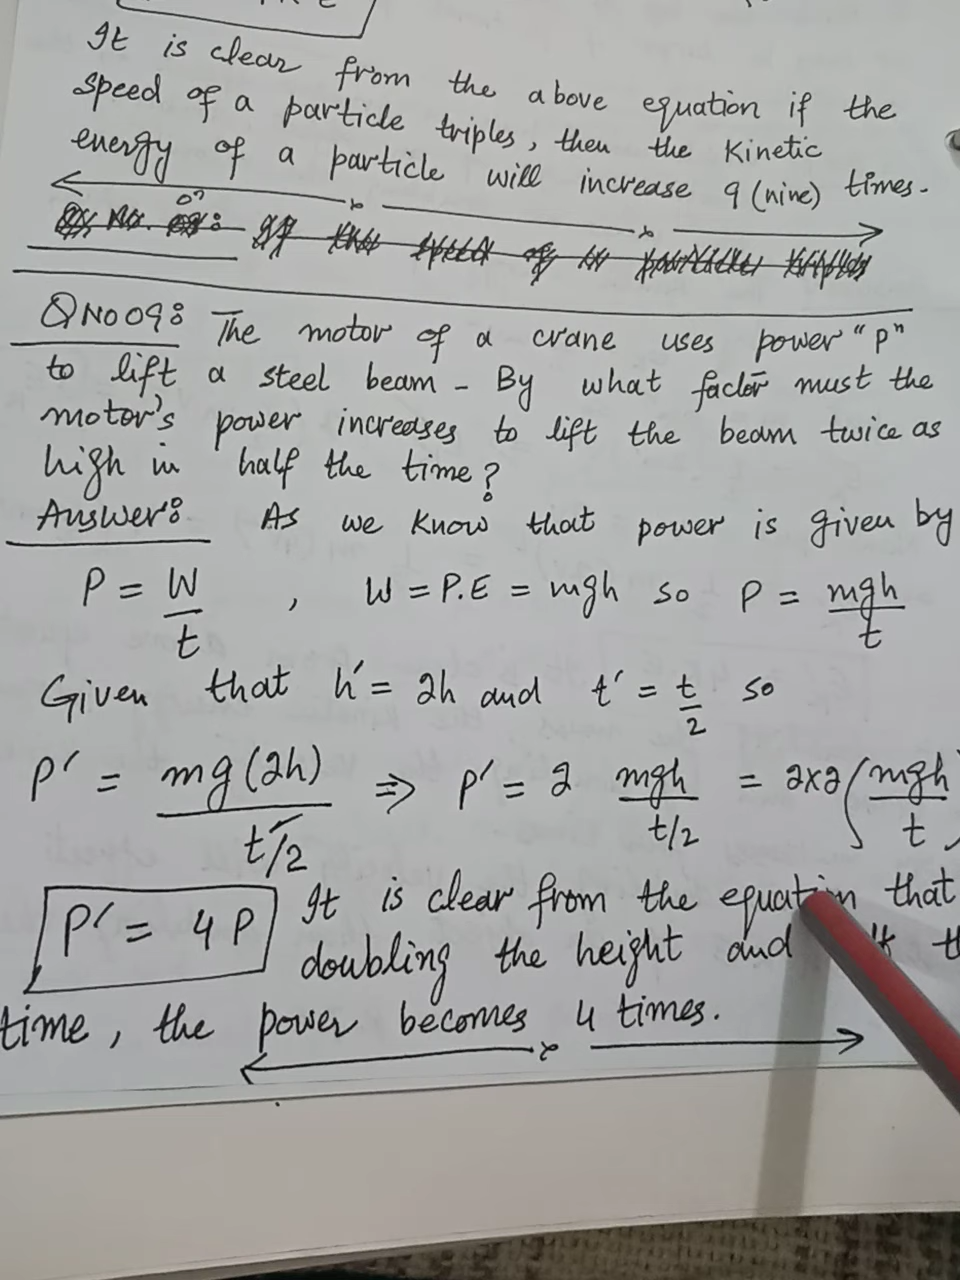 It is clear from the above equation if the
speed of a particle triples, then the Kinetic
energy of a particle will increase 9 (nine) times.
QNo09: The motor of a crane uses power "P"
to lift a steel beam - By what factor must the
motor's power increases to lift the beam twice as
high in half the time?
Answer: As we know that power is given by
P = W/t , W = P.E = mgh so P = mgh/t
Given that h' = 2h and t' = t/2 so
P' = mg(2h)/t/2 ⇒ P' = 2 mgh/t/2 = 2x2(mgh/t
P' = 4P It is clear from the equation that
doubling the height and
time, the power becomes 4 times.